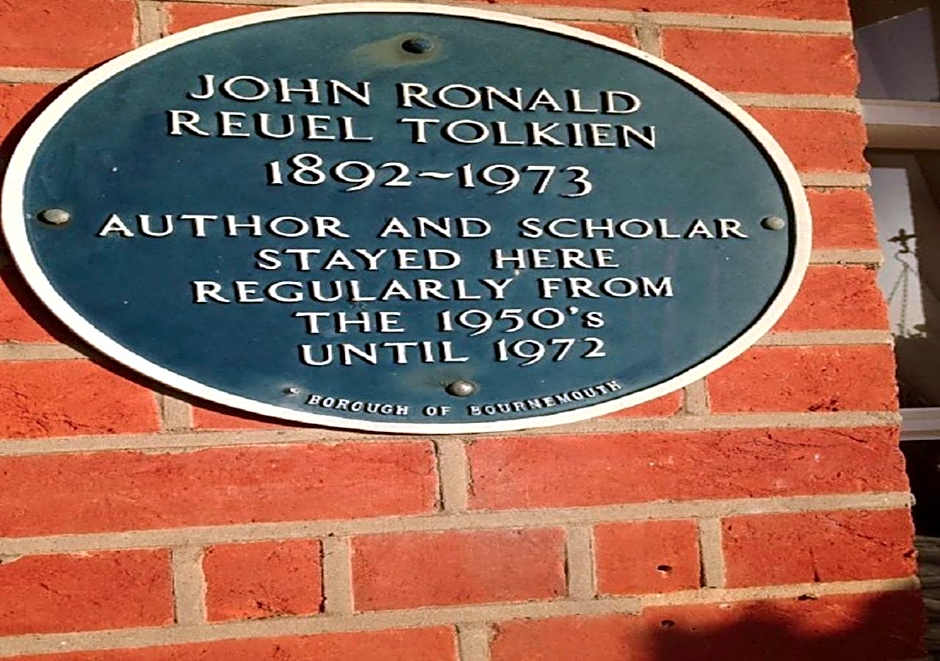 JOHN RONALD
REUEL TOLKIEN
1892~1973
AUTHOR AND SCHOLAR
STAYED HERE
REGULARLY FROM
THE 1950's
UNTIL 1972
BOROUGH OF BOURNEMOUTH